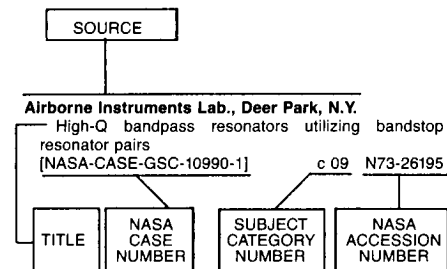 SOURCE
Airborne Instruments Lab., Deer Park, N.Y.
High-Q bandpass resonators utilizing bandstop
resonator pairs
[NASA-CASE-GSC-10990-1] c 09 N73-26195
TITLE
NASA
CASE
NUMBER
SUBJECT
CATEGORY
NUMBER
NASA
ACCESSION
NUMBER